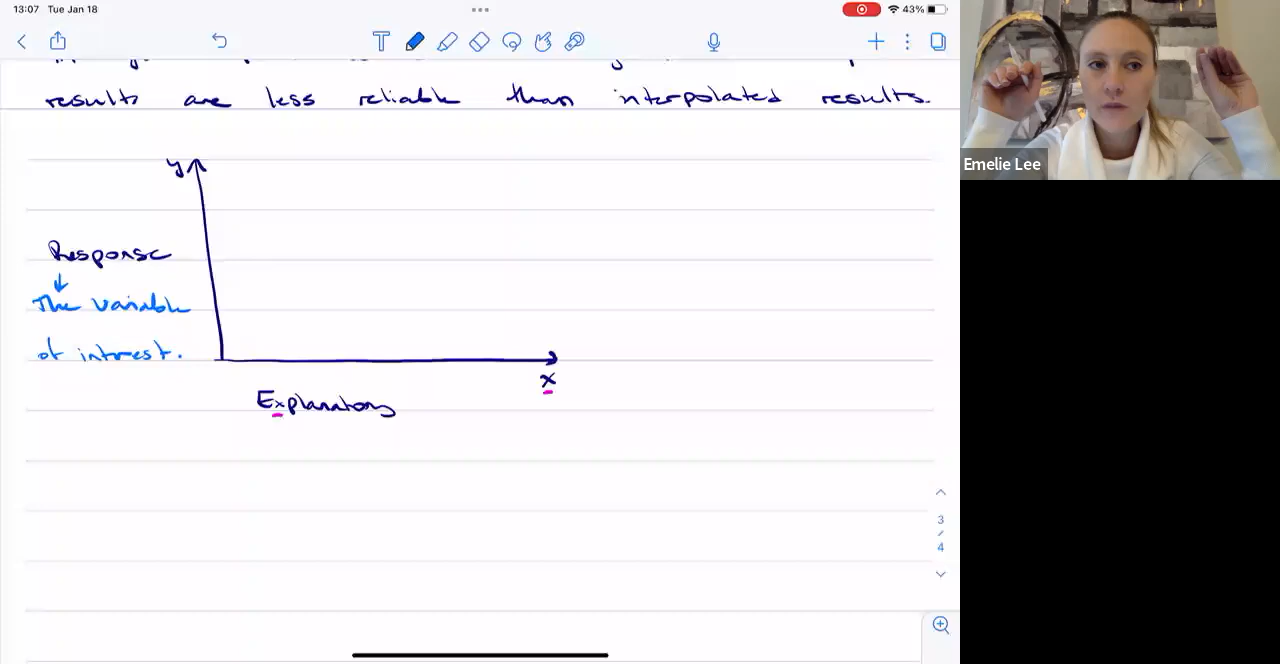 13:07 Tue Jan 18
43%
results are less reliable than interpolated results.
y
Response
The variable
of interest.
x
Explanatory
3
4
Emelie Lee